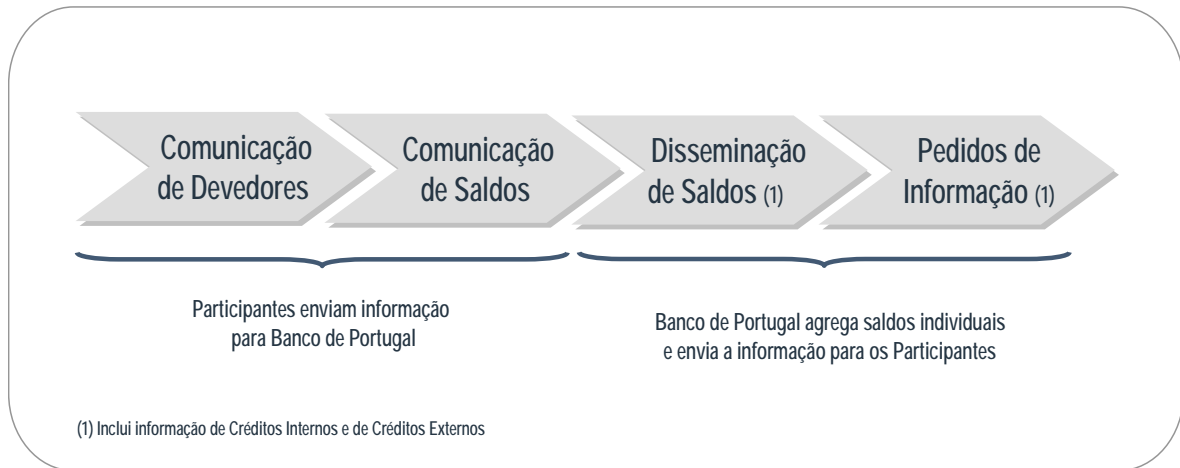 Comunicação
de Devedores
Comunicação
de Saldos
Disseminação
de Saldos (1)
Pedidos de
Informação (1)
Participantes enviam informação
para Banco de Portugal
Banco de Portugal agrega saldos individuais
e envia a informação para os Participantes
(1) Inclui informação de Créditos Internos e de Créditos Externos